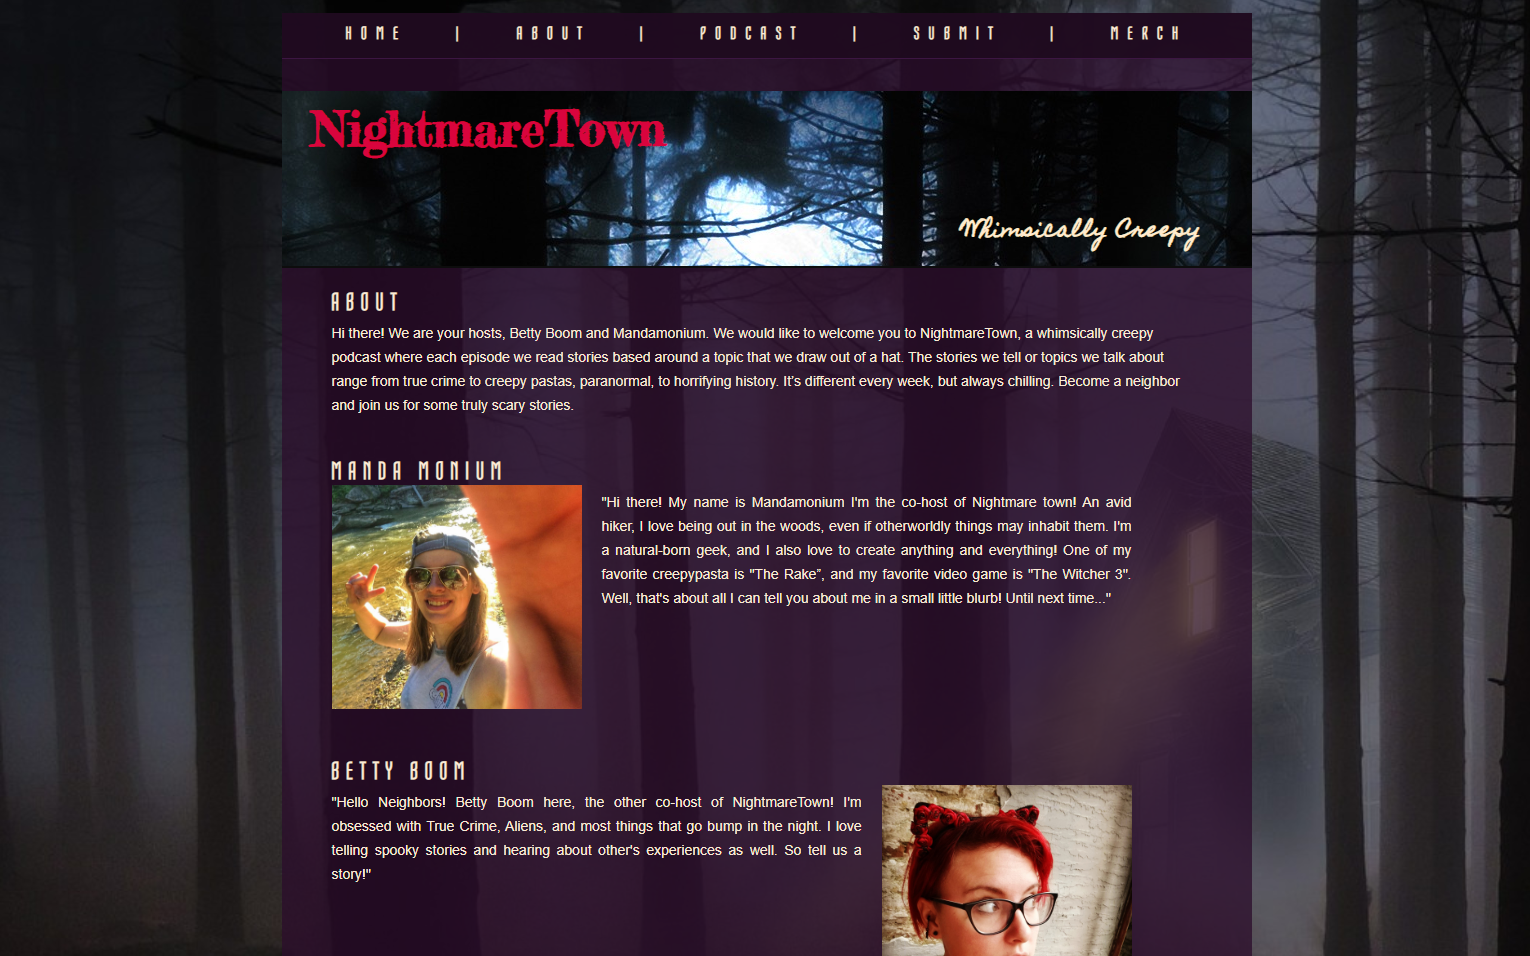 HOME | ABOUT | PODCAST | SUBMIT | MERCH
NightmareTown
Whimsically Creepy
ABOUT
Hi there! We are your hosts, Betty Boom and Mandamonium. We would like to welcome you to NightmareTown, a whimsically creepy
podcast where each episode we read stories based around a topic that we draw out of a hat. The stories we tell or topics we talk about
range from true crime to creepy pastas, paranormal, to horrifying history. It's different every week, but always chilling. Become a neighbor
and join us for some truly scary stories.
MANDA MONIUM
"Hi there! My name is Mandamonium I'm the co-host of Nightmare town! An avid
hiker, I love being out in the woods, even if otherworldly things may inhabit them. I'm
a natural-born geek, and I also love to create anything and everything! One of my
favorite creepypasta is "The Rake”, and my favorite video game is "The Witcher 3".
Well, that's about all I can tell you about me in a small little blurb! Until next time..."
BETTY BOOM
"Hello Neighbors! Betty Boom here, the other co-host of NightmareTown! I'm
obsessed with True Crime, Aliens, and most things that go bump in the night. I love
telling spooky stories and hearing about other's experiences as well. So tell us a
story!"